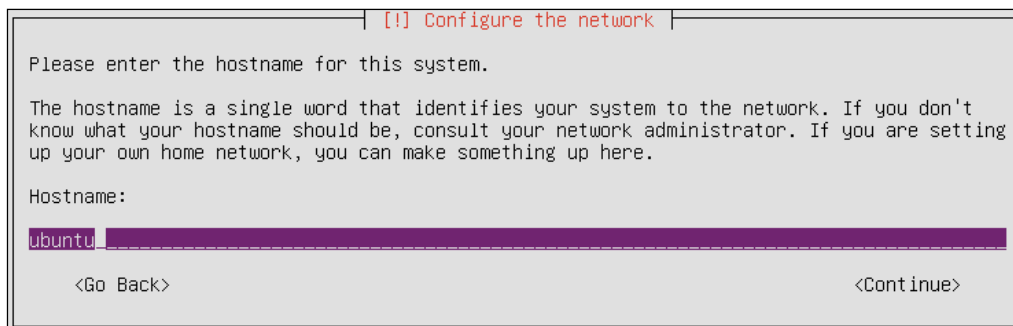 [!] Configure the network
Please enter the hostname for this system.
The hostname is a single word that identifies your system to the network. If you don't
know what your hostname should be, consult your network administrator. If you are setting
up your own home network, you can make something up here.
Hostname:
ubuntu
<Go Back> <Continue>